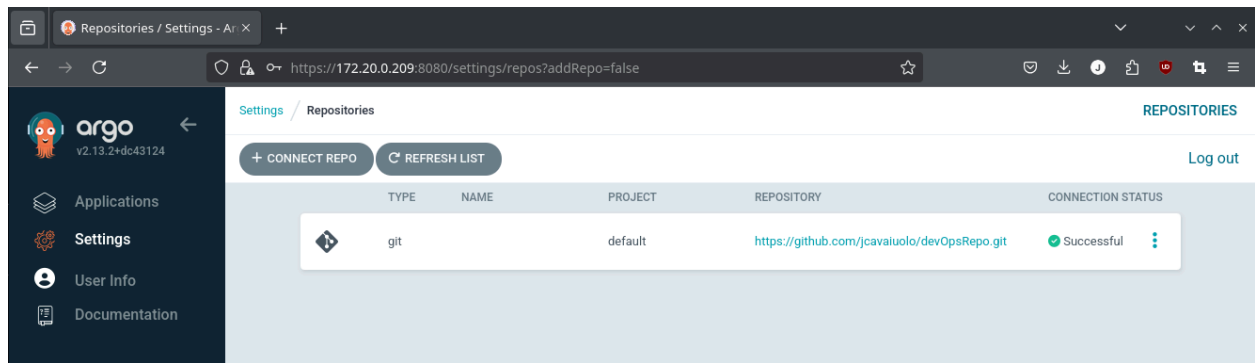 Repositories / Settings - Ar
https://172.20.0.209:8080/settings/repos?addRepo=false
argo
v2.13.2+dc43124
Applications
Settings
User Info
Documentation
Settings / Repositories
REPOSITORIES
+ CONNECT REPO
REFRESH LIST
Log out
TYPE NAME PROJECT REPOSITORY CONNECTION STATUS
git default https://github.com/jcavaiuolo/devOpsRepo.git Successful